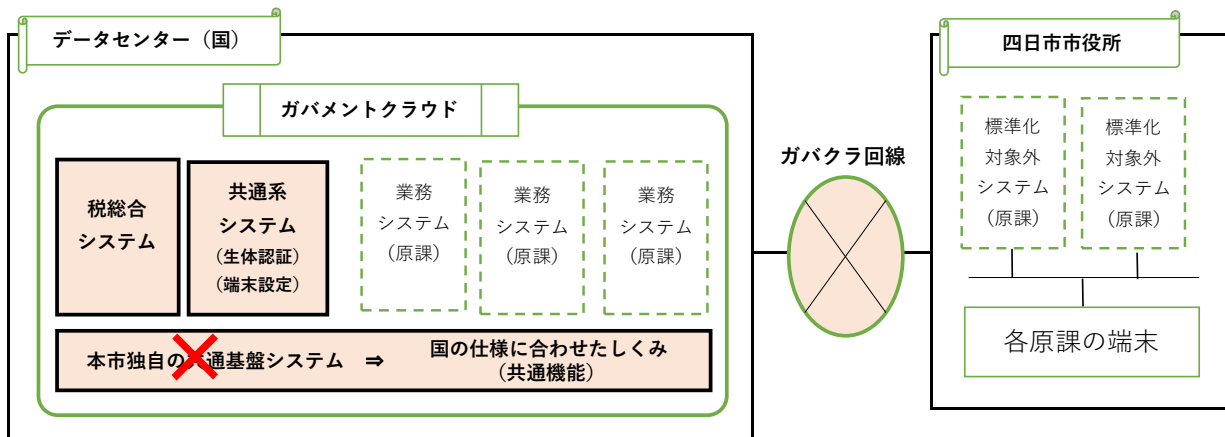 データセンター（国）
ガバメントクラウド
税総合
システム
共通系
システム
（生体認証）
（端末設定）
業務
システム
（原課）
業務
システム
（原課）
業務
システム
（原課）
本市独自の共通基盤システム ⇒ 国の仕様に合わせたしくみ
（共通機能）
ガバクラ回線
四日市市役所
標準化
対象外
システム
（原課）
標準化
対象外
システム
（原課）
各原課の端末